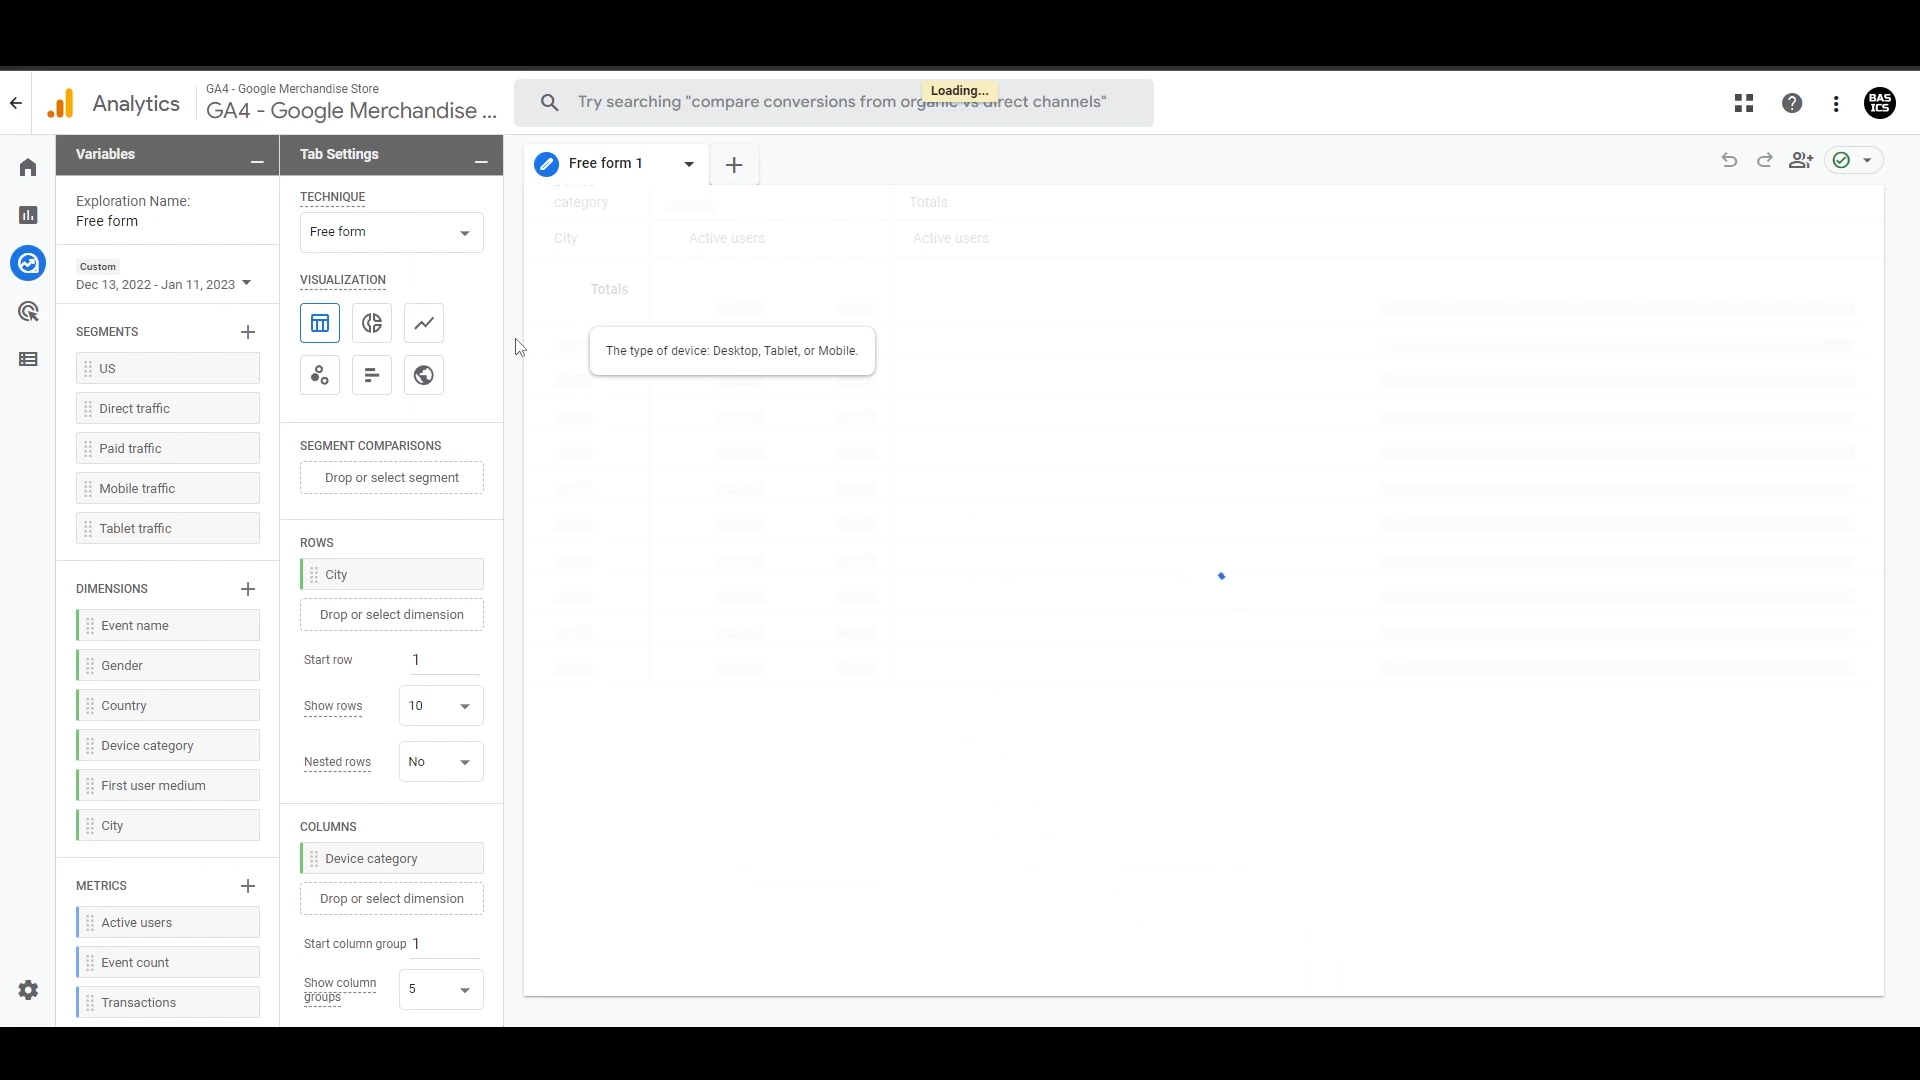 Analytics
GA4 - Google Merchandise Store
GA4 - Google Merchandise ...
Try searching "compare conversions from organic vs direct channels"
Loading...
BAS
ICS
Variables
Exploration Name:
Free form
Custom
Dec 13, 2022 - Jan 11, 2023
SEGMENTS
US
Direct traffic
Paid traffic
Mobile traffic
Tablet traffic
DIMENSIONS
Event name
Gender
Country
Device category
First user medium
City
METRICS
Active users
Event count
Transactions
Tab Settings
TECHNIQUE
Free form
VISUALIZATION
SEGMENT COMPARISONS
Drop or select segment
ROWS
City
Drop or select dimension
Start row 1
Show rows 10
Nested rows No
COLUMNS
Device category
Drop or select dimension
Start column group 1
Show column
groups 5
Free form 1
category Totals
City Active users Active users
Totals
The type of device: Desktop, Tablet, or Mobile.